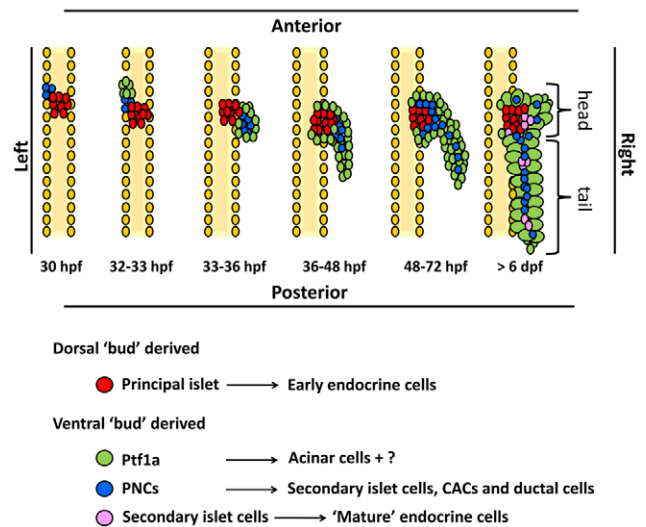 Anterior
Left
head
tail
Right
30 hpf 32-33 hpf 33-36 hpf 36-48 hpf 48-72 hpf > 6 dpf
Posterior
Dorsal ‘bud’ derived
Principal islet → Early endocrine cells
Ventral ‘bud’ derived
Ptf1a → Acinar cells + ?
PNCs → Secondary islet cells, CACs and ductal cells
Secondary islet cells → ‘Mature’ endocrine cells